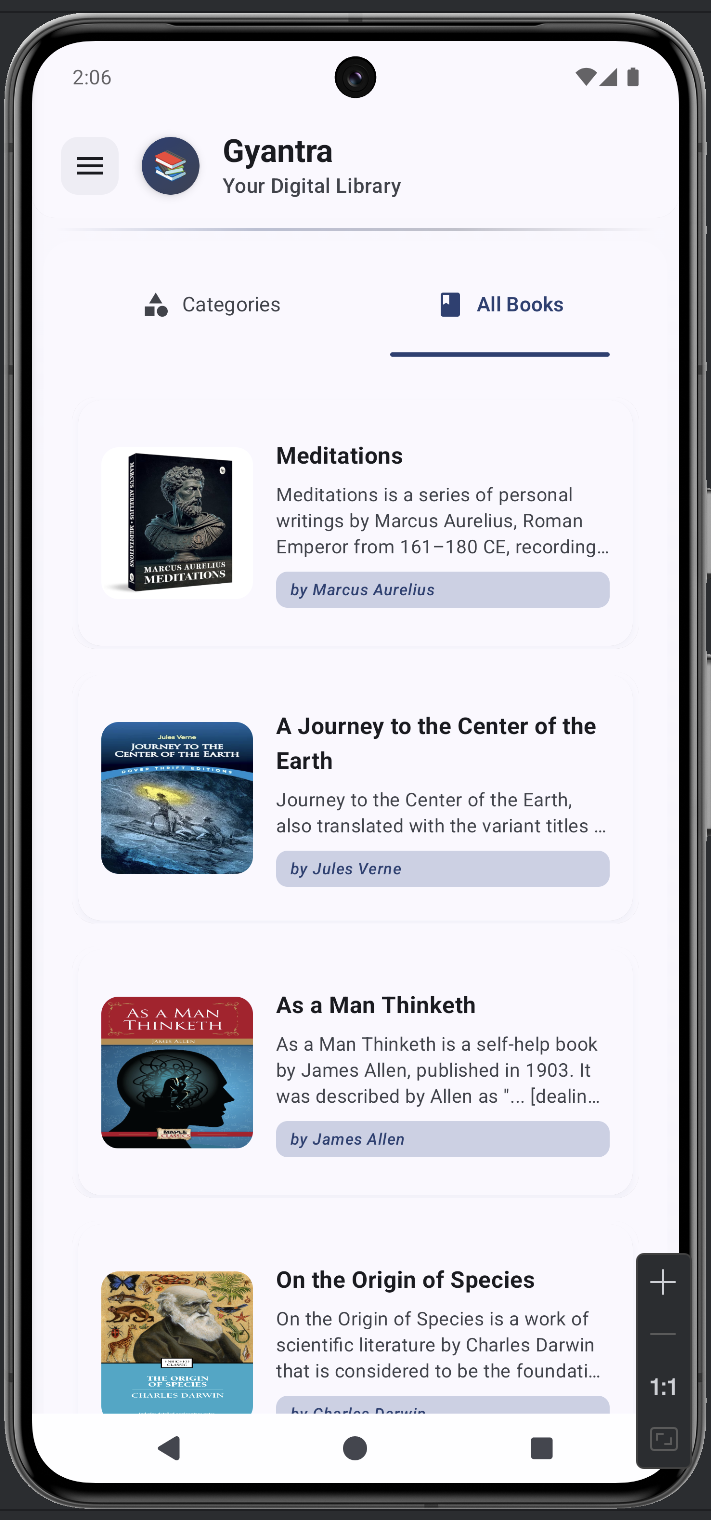 2:06
Gyantra
Your Digital Library
Categories
All Books
MARCUS AURELIUS • MEDITATIONS
MARCUS AURELIUS
MEDITATIONS
Meditations
Meditations is a series of personal
writings by Marcus Aurelius, Roman
Emperor from 161–180 CE, recording…
by Marcus Aurelius
Jules Verne
JOURNEY TO THE
CENTER OF THE EARTH
DOVER THRIFT EDITIONS
A Journey to the Center of the
Earth
Journey to the Center of the Earth,
also translated with the variant titles …
by Jules Verne
AS A MAN
THINKETH
JAMES ALLEN
As a Man Thinketh
As a Man Thinketh is a self-help book
by James Allen, published in 1903. It
was described by Allen as "... [dealin…
by James Allen
THE ORIGIN
OF SPECIES
CHARLES DARWIN
On the Origin of Species
On the Origin of Species is a work of
scientific literature by Charles Darwin
that is considered to be the foundati…
by Charles Darwin
1:1